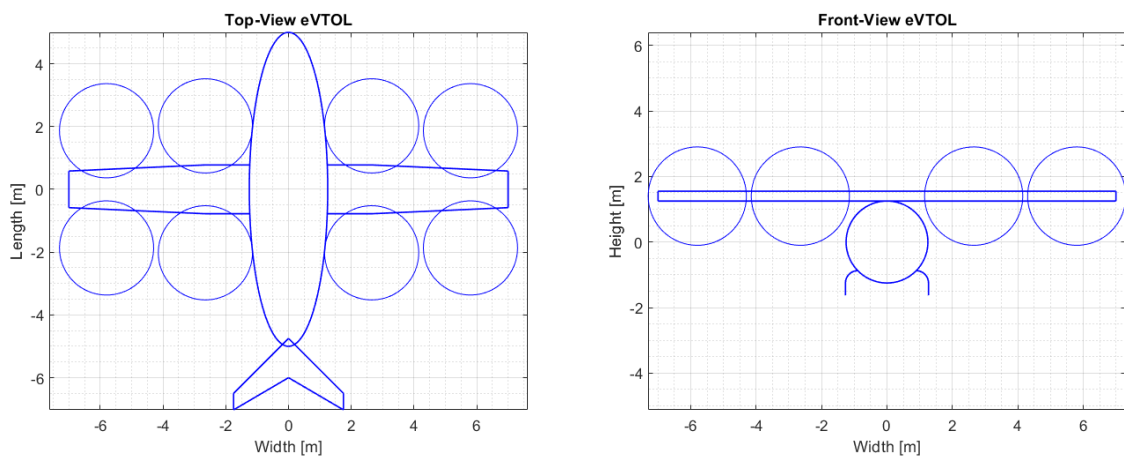 Top-View eVTOL
4
2
0
-2
-4
-6
Length [m]
-6 -4 -2 0 2 4 6
Width [m]
Front-View eVTOL
6
4
2
0
-2
-4
Height [m]
-6 -4 -2 0 2 4 6
Width [m]